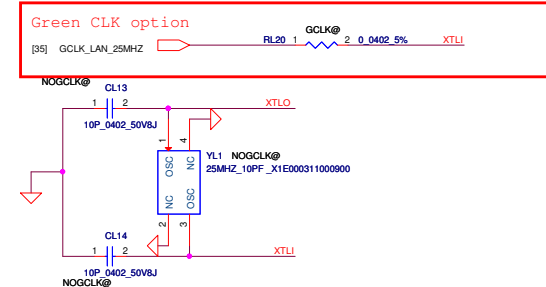 Green CLK option
GCLK@
[35] GCLK_LAN_25MHZ RL20 1 2 0_0402_5% XTLI
NOGCLK@
CL13
1 2 XTLO
10P_0402_50V8J
1 4
OSC NC
YL1 NOGCLK@
25MHZ_10PF_X1E000311000900
NC OSC
2 3
CL14
1 2 XTLI
10P_0402_50V8J
NOGCLK@